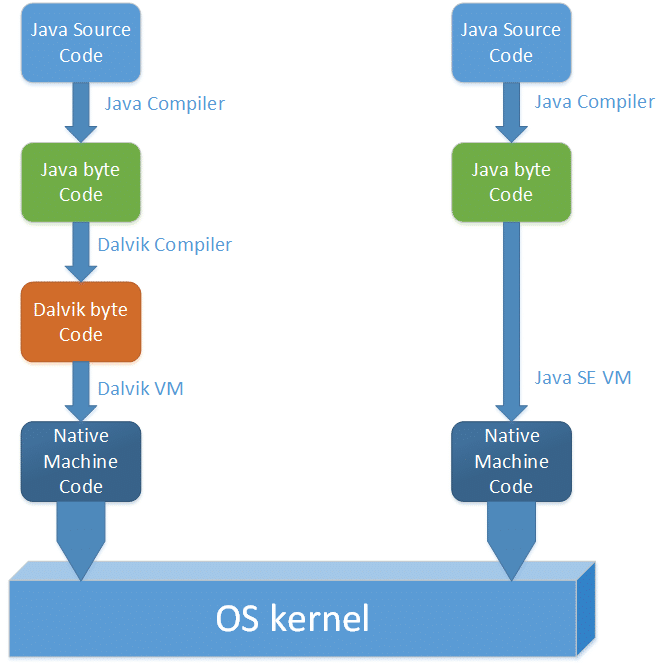 Java Source
Code
Java Compiler
Java byte
Code
Dalvik Compiler
Dalvik byte
Code
Dalvik VM
Native
Machine
Code
Java Source
Code
Java Compiler
Java byte
Code
Java SE VM
Native
Machine
Code
OS kernel